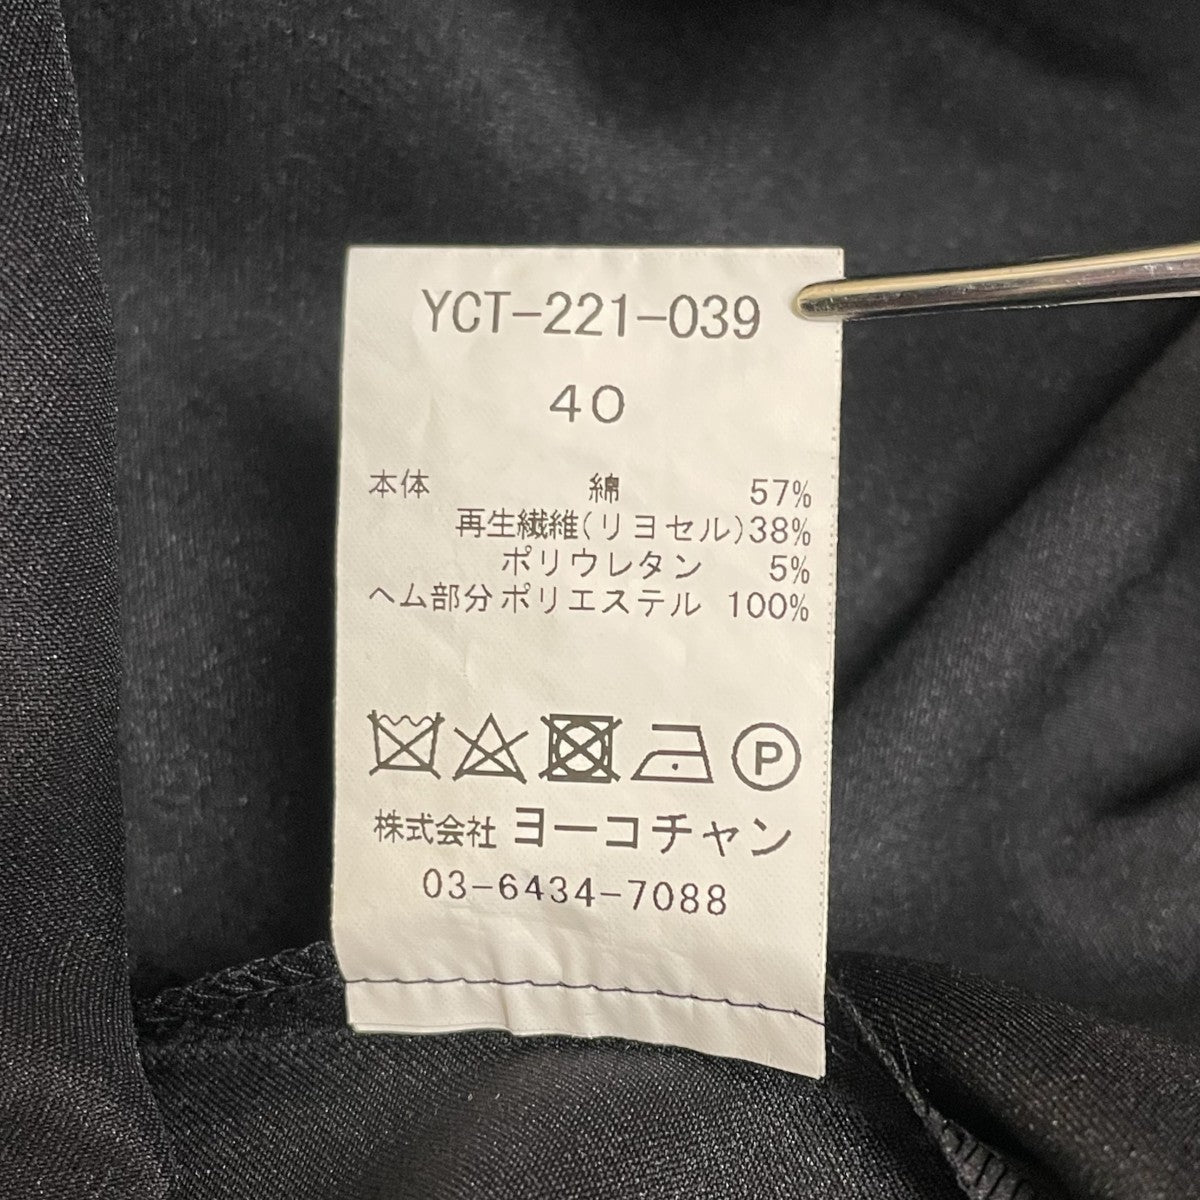 YCT-221-039
40
本体 綿 57%
再生繊維(リヨセル)38%
ポリウレタン 5%
ヘム部分 ポリエステル 100%
P
株式会社 ヨーコチャン
03-6434-7088